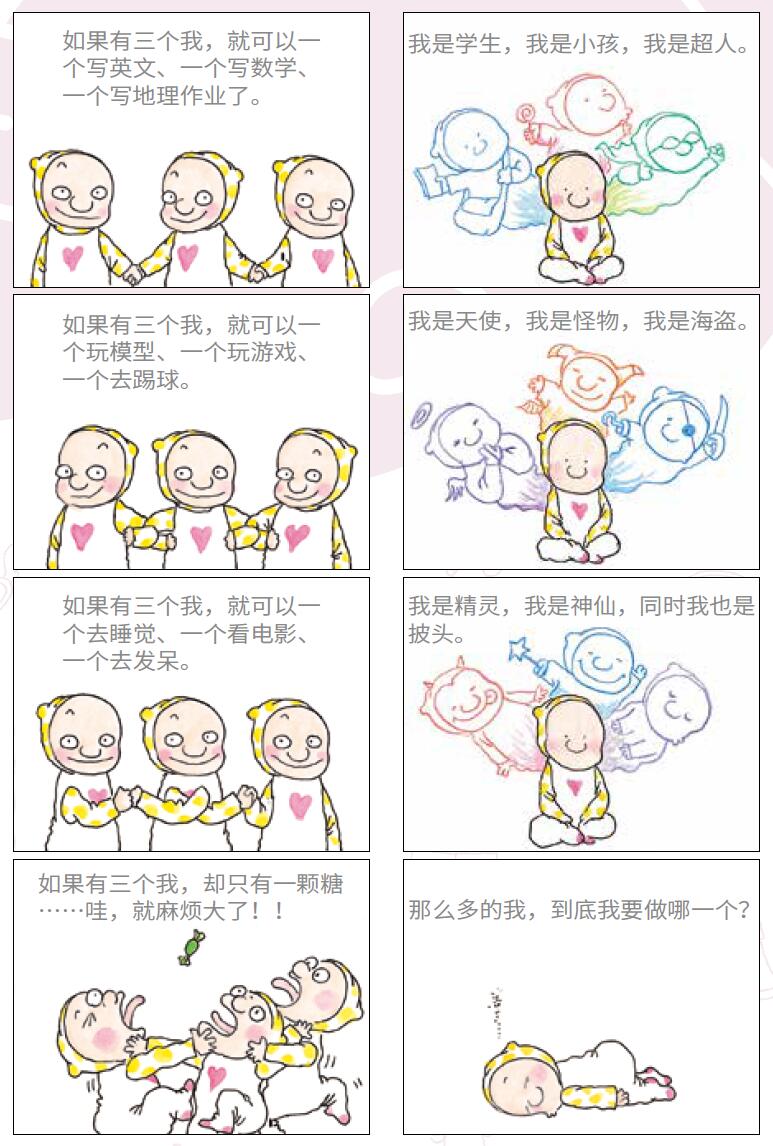 如果有三个我，就可以一
个写英文、一个写数学、
一个写地理作业了。
如果有三个我，就可以一
个玩模型、一个玩游戏、
一个去踢球。
如果有三个我，就可以一
个去睡觉、一个看电影、
一个去发呆。
如果有三个我，却只有一颗糖
……哇，就麻烦大了！！
我是学生，我是小孩，我是超人。
我是天使，我是怪物，我是海盗。
我是精灵，我是神仙，同时我也是
披头。
那么多的我，到底我要做哪一个？